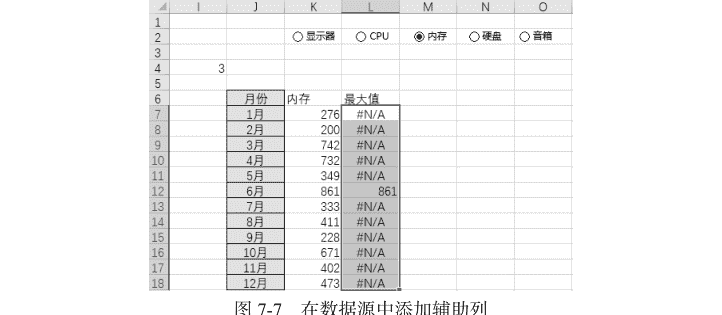 I J K L M N O
1
2 显示器 CPU 内存 硬盘 音箱
3
4 3
5
6 月份 内存 最大值
7 1月 276 #N/A
8 2月 200 #N/A
9 3月 742 #N/A
10 4月 732 #N/A
11 5月 349 #N/A
12 6月 861 861
13 7月 333 #N/A
14 8月 411 #N/A
15 9月 228 #N/A
16 10月 671 #N/A
17 11月 402 #N/A
18 12月 473 #N/A
图 7-7 在数据源中添加辅助列